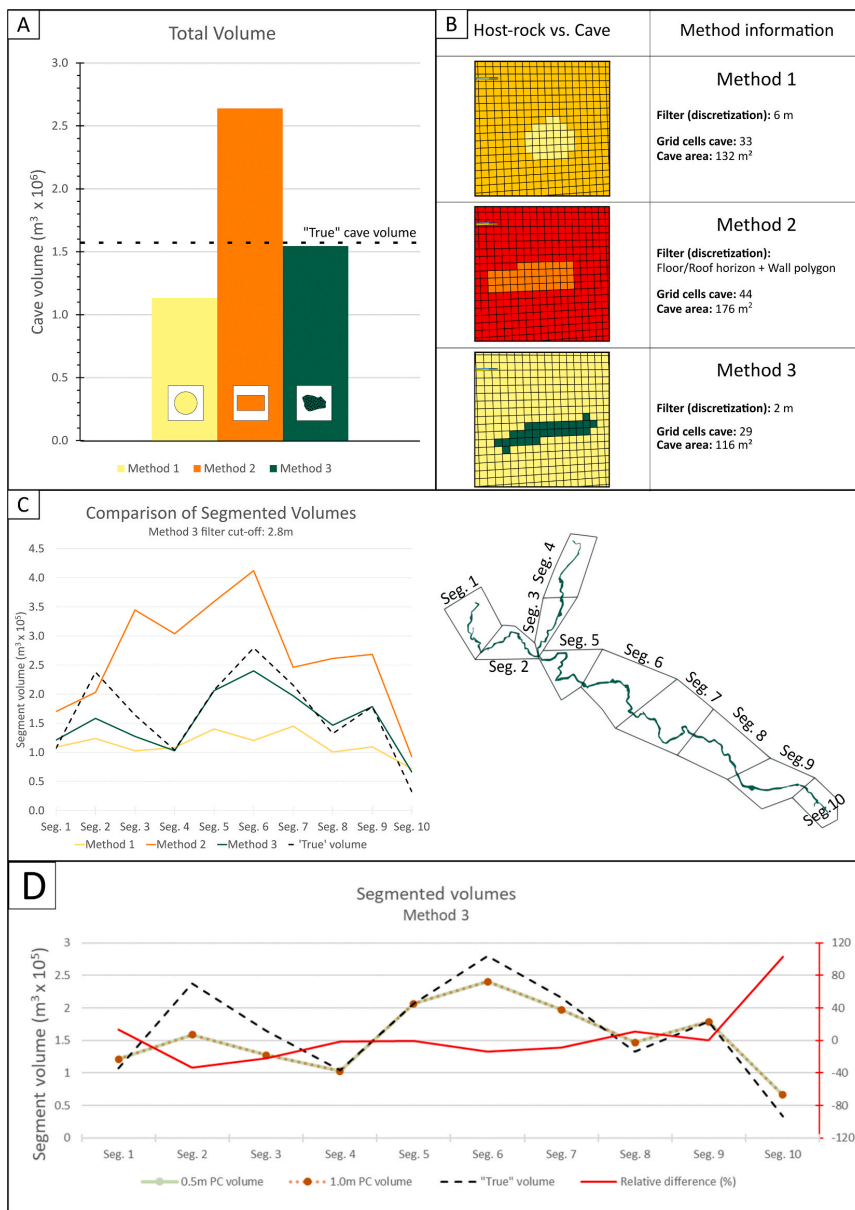 A
Total Volume
3.0
2.5
2.0
1.5
1.0
0.5
0.0
Cave volume (m³ x 10⁶)
"True" cave volume
Method 1 Method 2 Method 3
B
Host-rock vs. Cave Method information
Method 1
Filter (discretization): 6 m
Grid cells cave: 33
Cave area: 132 m²
Method 2
Filter (discretization):
Floor/Roof horizon + Wall polygon
Grid cells cave: 44
Cave area: 176 m²
Method 3
Filter (discretization): 2 m
Grid cells cave: 29
Cave area: 116 m²
C
Comparison of Segmented Volumes
Method 3 filter cut-off: 2.8m
4.5
4.0
3.5
3.0
2.5
2.0
1.5
1.0
0.5
0.0
Segment volume (m³ x 10⁵)
Seg. 1 Seg. 2 Seg. 3 Seg. 4 Seg. 5 Seg. 6 Seg. 7 Seg. 8 Seg. 9 Seg. 10
Method 1 Method 2 Method 3 'True' volume
Seg. 1
Seg. 2
Seg. 3
Seg. 4
Seg. 5
Seg. 6
Seg. 7
Seg. 8
Seg.9
Seg.10
D
Segmented volumes
Method 3
3
2.5
2
1.5
1
0.5
0
Segment volume (m³ x 10⁵)
120
80
40
0
-40
-80
-120
Seg. 1 Seg. 2 Seg. 3 Seg. 4 Seg. 5 Seg. 6 Seg. 7 Seg. 8 Seg. 9 Seg. 10
0.5m PC volume 1.0m PC volume "True" volume Relative difference (%)